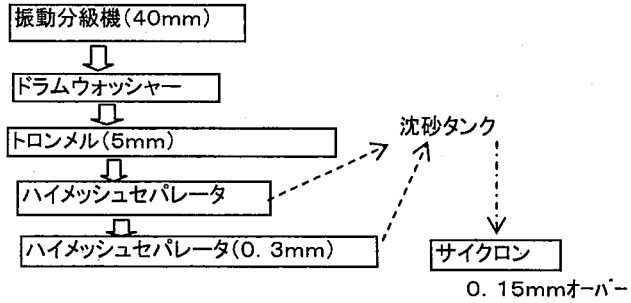 振動分級機(40mm)
ドラムウォッシャー
トロンメル(5mm)
沈砂タンク
ハイメッシュセパレータ
ハイメッシュセパレータ(0. 3mm)
サイクロン
0. 15mmオーバー